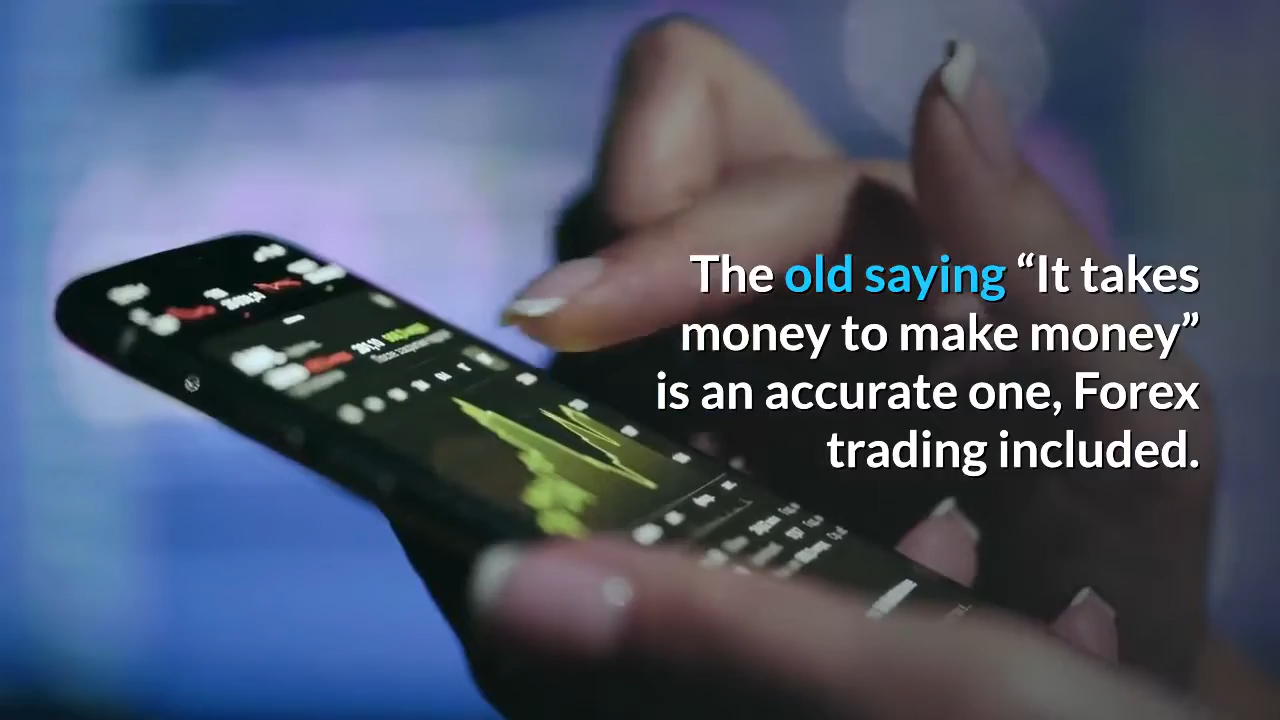 The old saying “It takes
money to make money”
is an accurate one, Forex
trading included.